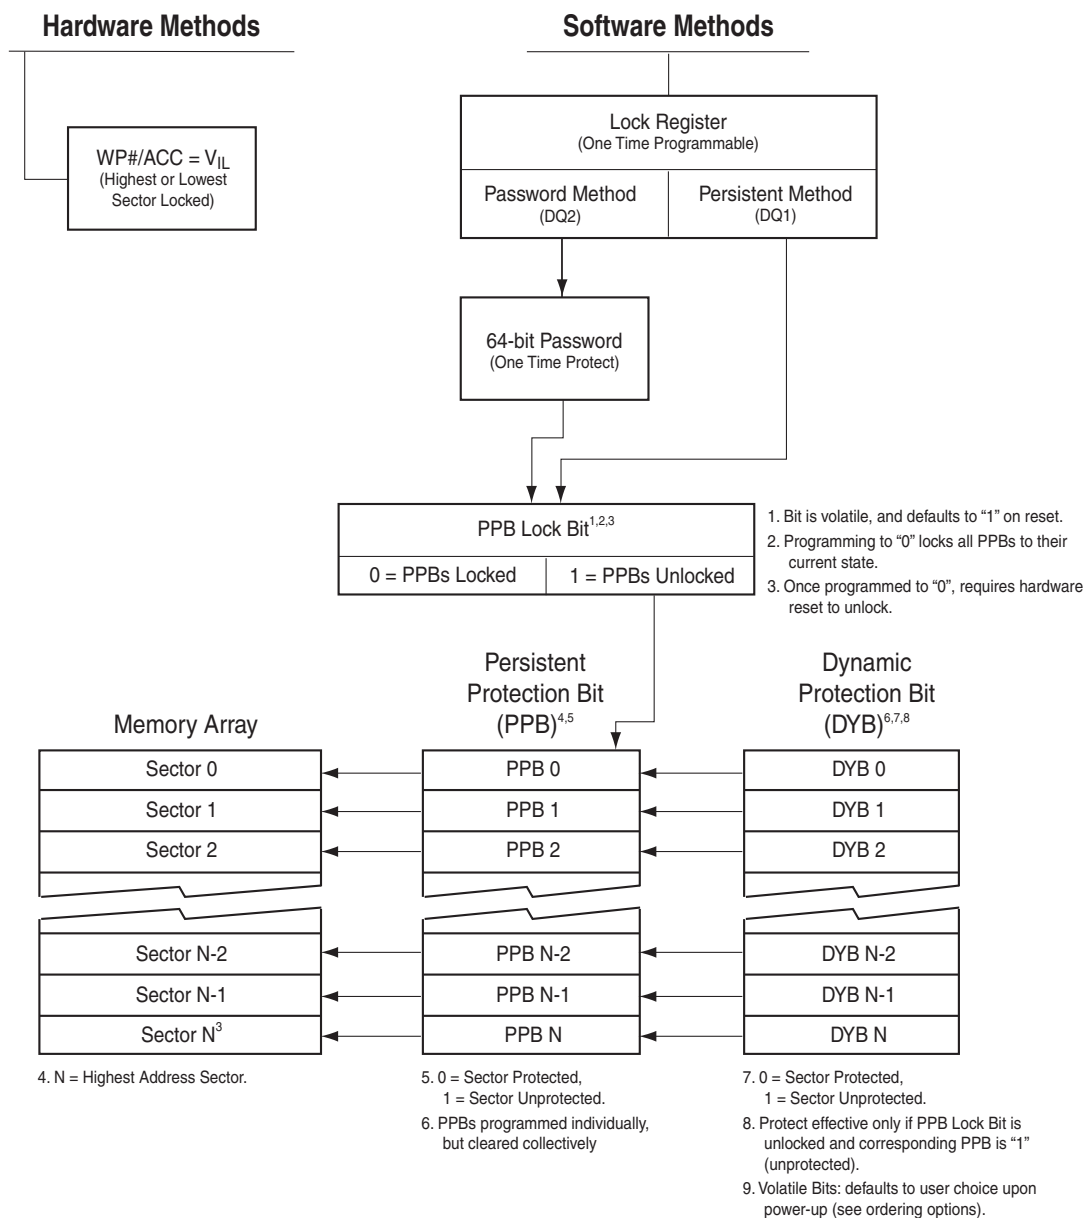 Hardware Methods
Software Methods
WP#/ACC = VIL
(Highest or Lowest
Sector Locked)
Lock Register
(One Time Programmable)
Password Method
(DQ2)
Persistent Method
(DQ1)
64-bit Password
(One Time Protect)
PPB Lock Bit1,2,3
0 = PPBs Locked
1 = PPBs Unlocked
1. Bit is volatile, and defaults to “1” on reset.
2. Programming to “0” locks all PPBs to their
current state.
3. Once programmed to “0”, requires hardware
reset to unlock.
Memory Array
Persistent
Protection Bit
(PPB)4,5
Dynamic
Protection Bit
(DYB)6,7,8
Sector 0
PPB 0
DYB 0
Sector 1
PPB 1
DYB 1
Sector 2
PPB 2
DYB 2
Sector N-2
PPB N-2
DYB N-2
Sector N-1
PPB N-1
DYB N-1
Sector N3
PPB N
DYB N
4. N = Highest Address Sector.
5. 0 = Sector Protected,
1 = Sector Unprotected.
6. PPBs programmed individually,
but cleared collectively
7. 0 = Sector Protected,
1 = Sector Unprotected.
8. Protect effective only if PPB Lock Bit is
unlocked and corresponding PPB is “1”
(unprotected).
9. Volatile Bits: defaults to user choice upon
power-up (see ordering options).